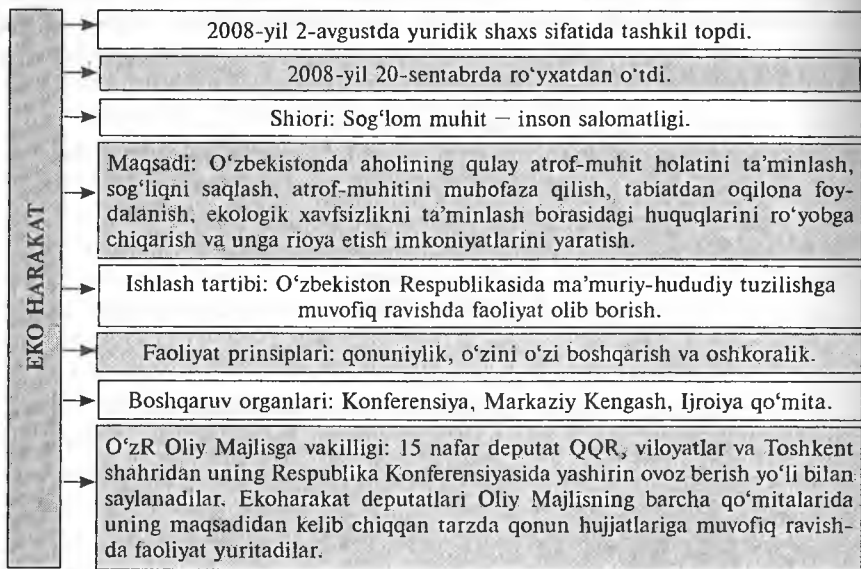 EKO HARAKAT
2008-yil 2-avgustda yuridik shaxs sifatida tashkil topdi.
2008-yil 20-sentabrda ro‘yxatdan o‘tdi.
Shiori: Sog‘lom muhit — inson salomatligi.
Maqsadi: O‘zbekistonda aholining qulay atrof-muhit holatini ta’minlash,
sog‘liqni saqlash, atrof-muhitini muhofaza qilish, tabiatdan oqilona foy-
dalanish, ekologik xavfsizlikni ta’minlash borasidagi huquqlarini ro‘yobga
chiqarish va unga rioya etish imkoniyatlarini yaratish.
Ishlash tartibi: O‘zbekiston Respublikasida ma’muriy-hududiy tuzilishga
muvofiq ravishda faoliyat olib borish.
Faoliyat prinsiplari: qonuniylik, o‘zini o‘zi boshqarish va oshkoralik.
Boshqaruv organlari: Konferensiya, Markaziy Kengash, Ijroiya qo‘mita.
O‘zR Oliy Majlisga vakilligi: 15 nafar deputat QQR, viloyatlar va Toshkent
shahridan uning Respublika Konferensiyasida yashirin ovoz berish yo‘li bilan
saylanadilar. Ekoharakat deputatlari Oliy Majlisning barcha qo‘mitalarida
uning maqsadidan kelib chiqqan tarzda qonun hujjatlariga muvofiq ravish-
da faoliyat yuritadilar.